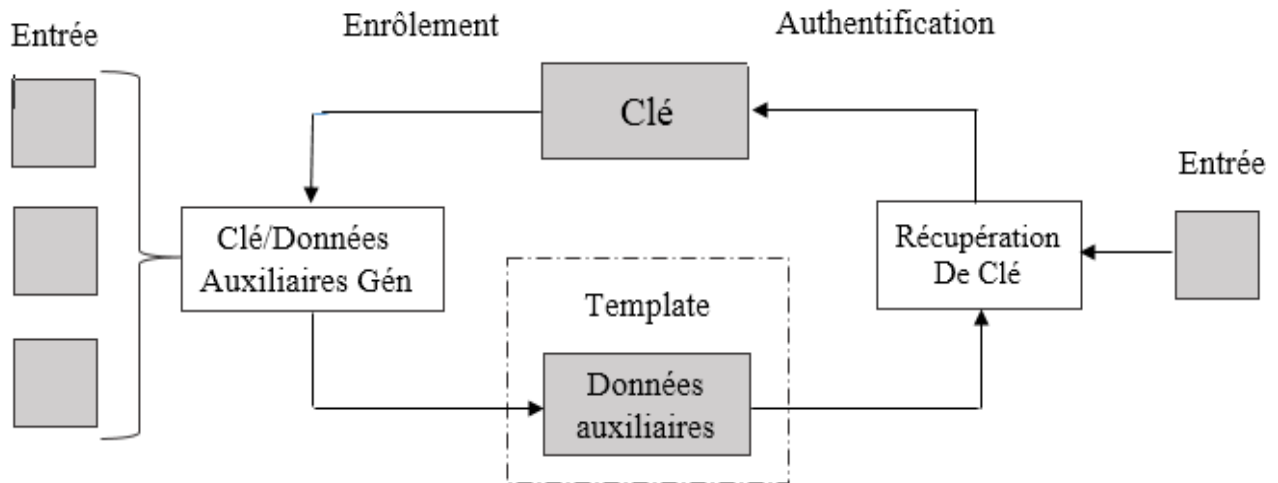 Entrée
Enrôlement
Authentification
Clé
Entrée
Clé/Données
Auxiliaires Gén
Récupération
De Clé
Template
Données
auxiliaires